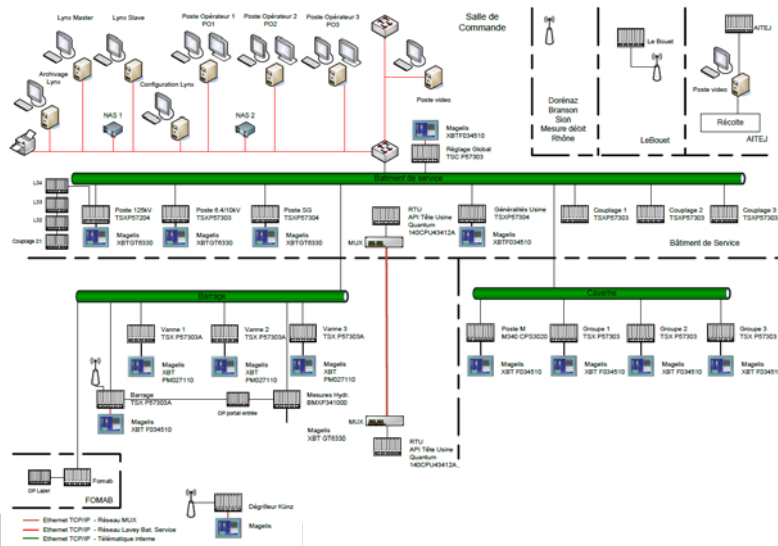 Lynx Master
Lynx Slave
Poste Opérateur 1
PO1
Poste Opérateur 2
PO2
Poste Opérateur 3
PO3
Salle de
Commande
Archivage
Lynx
Configuration Lynx
NAS 1
NAS 2
Poste video
Magelis
XBTF034510
Réglage Global
TSC P57303
Dorénaz
Branson
Sion
Mesure débit
Rhône
Le Bouet
LeBouet
AITEJ
Poste video
Récolte
AITEJ
Batiment de service
L34
L33
L32
Couplage 21
Poste 125kV
TSXP57204
Magelis
XBTGT6330
Poste 6.4/10kV
TSXP57303
Magelis
XBTGT6330
Poste SG
TSXP57304
Magelis
XBTGT6330
RTU
API Tête Usine
Quantum
140CPU43412A
MUX
Généralités Usine
TSXP57304
Magelis
XBTF034510
Couplage 1
TSXP57303
Couplage 2
TSXP57303
Couplage 3
TSXP57303
Bâtiment de Service
Barrage
Caverne
Vanne 1
TSX P57303A
Magelis
XBT
PM027110
Vanne 2
TSX P57303A
Magelis
XBT
PM027110
Vanne 3
TSX P57303A
Magelis
XBT
PM027110
Poste M
M340 CPS3020
Magelis
XBT F034510
Groupe 1
TSX P57303
Magelis
XBT F034510
Groupe 2
TSX P57303
Magelis
XBT F034510
Groupe 3
TSX P57303
Magelis
XBT F034510
Barrage
TSX P57303A
Magelis
XBT F034510
DP portail entrée
Mesures Hydr.
BMXP341000
Magelis
XBT GT6330
MUX
RTU
API Tête Usine
Quantum
140CPU43412A
DP Lazer
Fomab
FOMAB
Dégrilleur Künz
Magelis
Ethernet TCP/IP - Réseau MUX
Ethernet TCP/IP - Réseau Lavey Bat. Service
Ethernet TCP/IP - Télématique interne